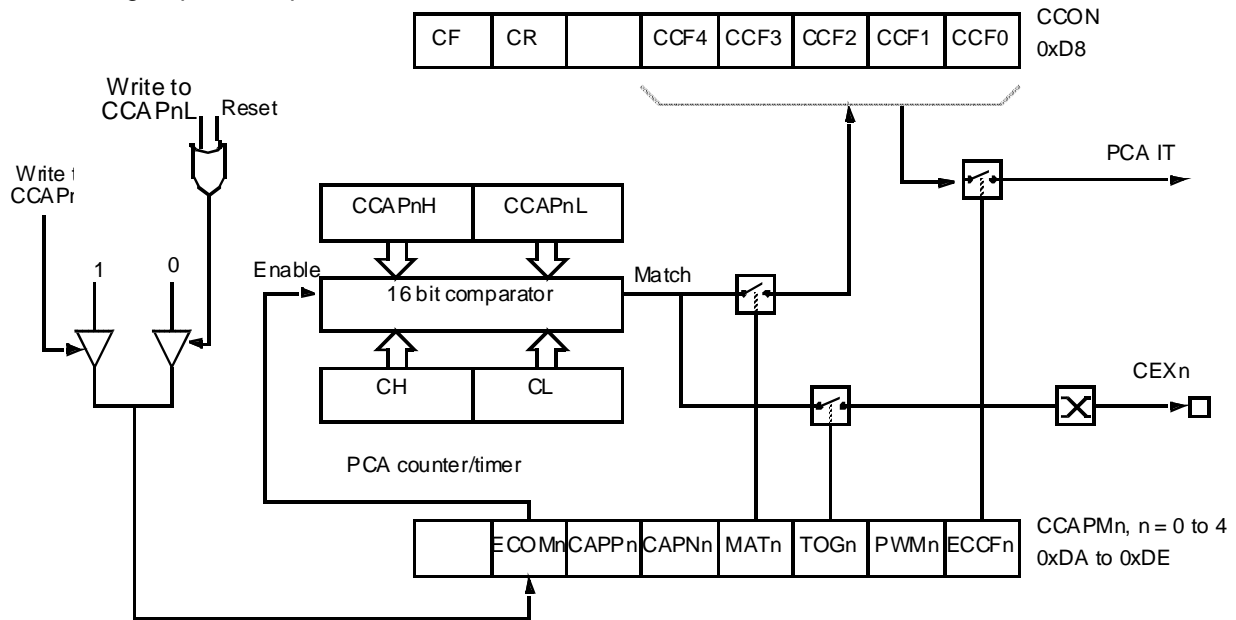 CF CR CCF4 CCF3 CCF2 CCF1 CCF0
CCON
0xD8
Write to
CCAPnL
Reset
Write
PCA IT
CCAPnH CCAPnL
1
0
Enable
16 bit comparator
Match
CH CL
CEXn
PCA counter/timer
ECOMn CAPPn CAPNn MATn TOGn PWMn ECCFn
CCAPMn, n = 0 to 4
0xDA to 0xDE